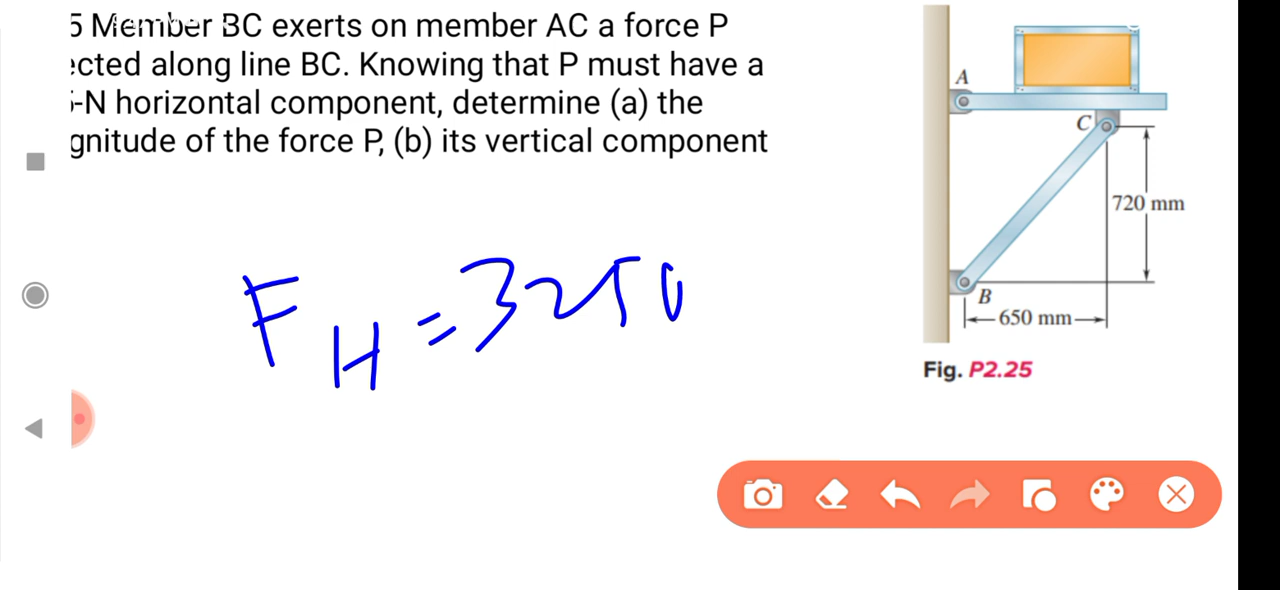 5 Member BC exerts on member AC a force P
ected along line BC. Knowing that P must have a
-N horizontal component, determine (a) the
gnitude of the force P, (b) its vertical component
A
C
720 mm
B
650 mm
Fig. P2.25
F_H = 3250